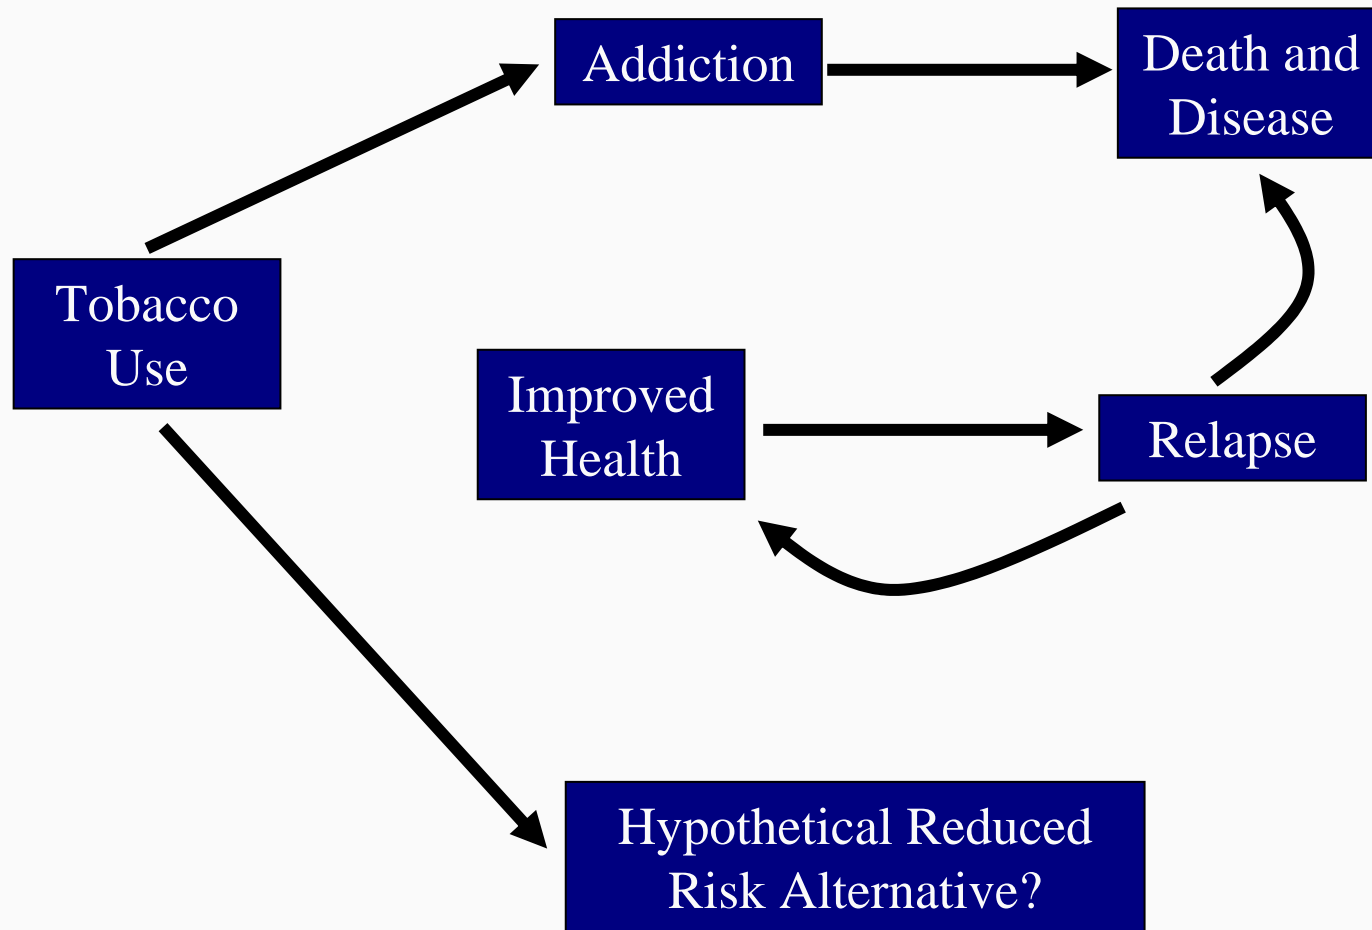 Addiction
Death and
Disease
Tobacco
Use
Improved
Health
Relapse
Hypothetical Reduced
Risk Alternative?